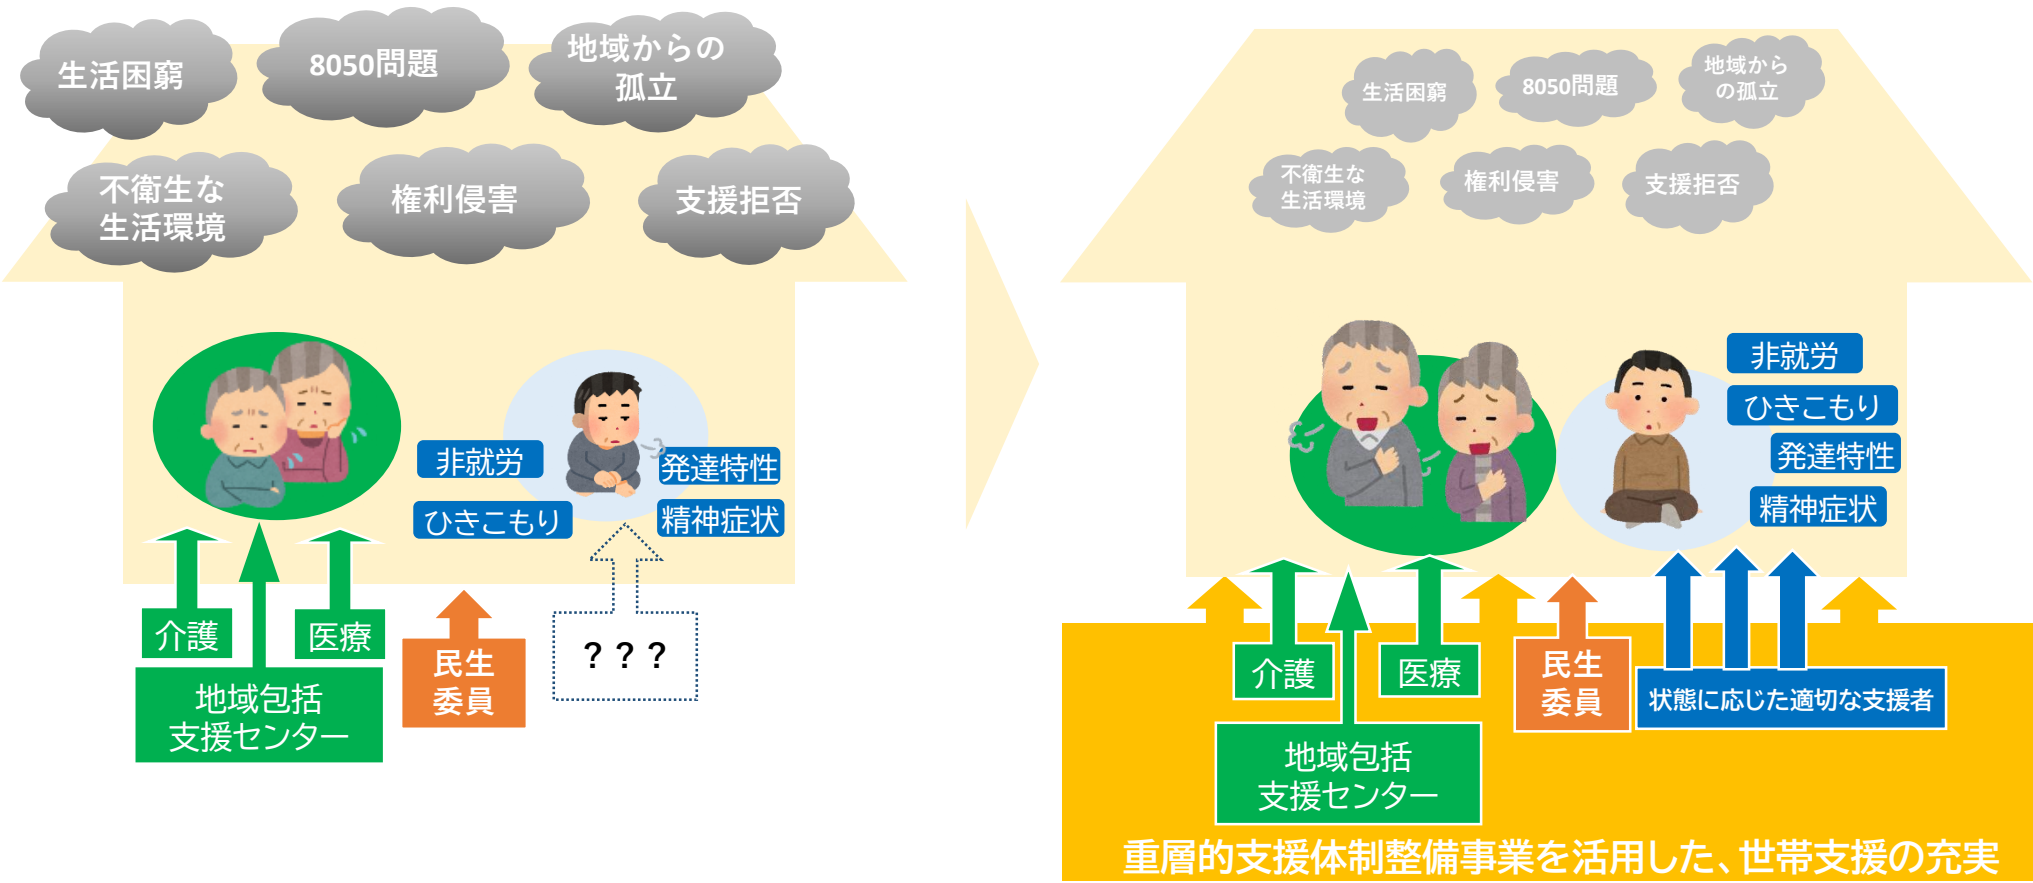 生活困窮
8050問題
地域からの
孤立
不衛生な
生活環境
権利侵害
支援拒否
非就労
ひきこもり
発達特性
精神症状
介護
医療
地域包括
支援センター
民生
委員
？？？
生活困窮
8050問題
地域から
の孤立
不衛生な
生活環境
権利侵害
支援拒否
非就労
ひきこもり
発達特性
精神症状
介護
医療
地域包括
支援センター
民生
委員
状態に応じた適切な支援者
重層的支援体制整備事業を活用した、世帯支援の充実